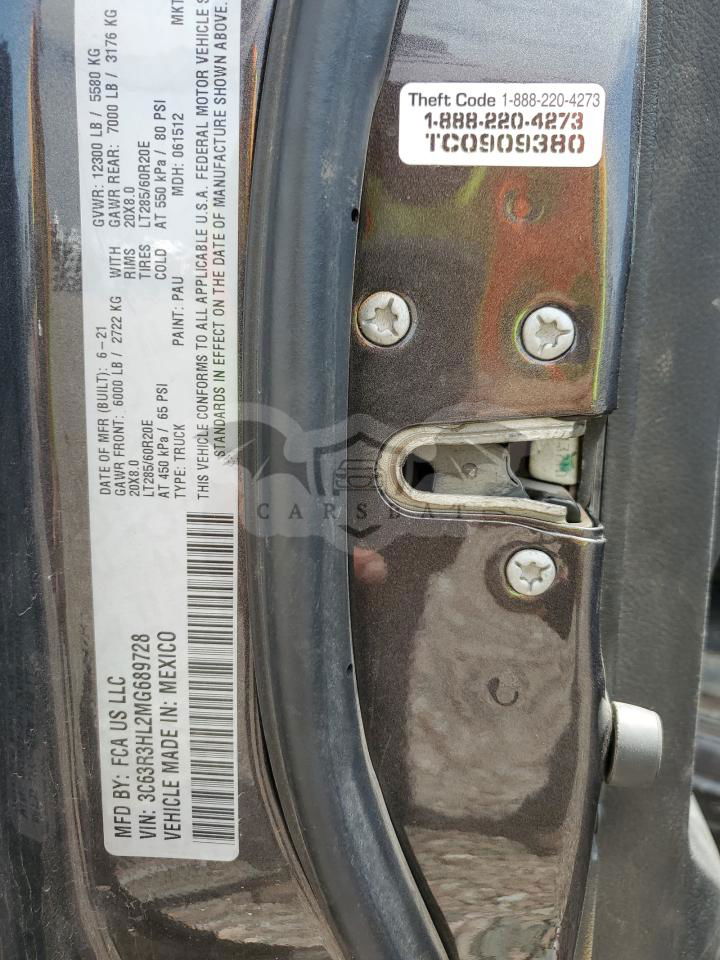 MFD BY: FCA US LLC
VIN: 3C63R3HL2MG689728
VEHICLE MADE IN: MEXICO
DATE OF MFR (BUILT): 6-21
GAWR FRONT: 6000 LB / 2722 KG
20X8.0
LT285/60R20E
AT 450 kPa / 65 PSI
TYPE: TRUCK
GVWR: 12300 LB / 5580 KG
GAWR REAR: 7000 LB / 3176 KG
WITH 20X8.0
RIMS
TIRES LT285/60R20E
COLD AT 550 kPa / 80 PSI
PAINT: PAU
MDH: 061512
MKT
THIS VEHICLE CONFORMS TO ALL APPLICABLE U.S.A. FEDERAL MOTOR VEHICLE S
STANDARDS IN EFFECT ON THE DATE OF MANUFACTURE SHOWN ABOVE.
Theft Code 1-888-220-4273
1-888-220-4273
TC0909380